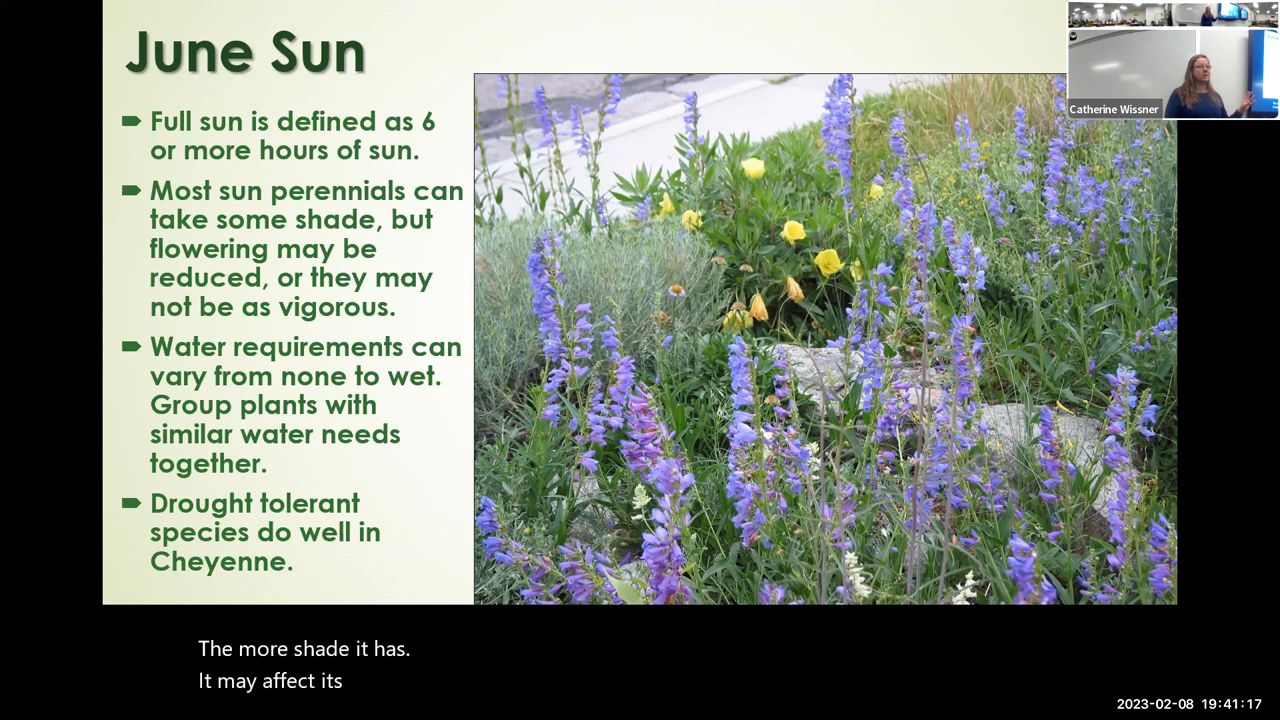 June Sun
Full sun is defined as 6
or more hours of sun.
Most sun perennials can
take some shade, but
flowering may be
reduced, or they may
not be as vigorous.
Water requirements can
vary from none to wet.
Group plants with
similar water needs
together.
Drought tolerant
species do well in
Cheyenne.
Catherine Wissner
The more shade it has.
It may affect its
2023-02-08 19:41:17